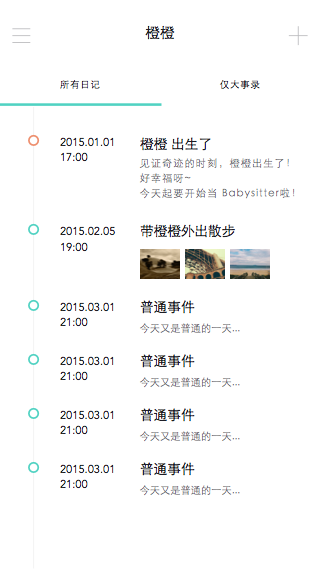 橙橙
所有日记
仅大事录
2015.01.01
17:00
橙橙 出生了
见证奇迹的时刻，橙橙出生了！
好幸福呀~
今天起要开始当 Babysitter啦！
2015.02.05
19:00
带橙橙外出散步
2015.03.01
21:00
普通事件
今天又是普通的一天...
2015.03.01
21:00
普通事件
今天又是普通的一天...
2015.03.01
21:00
普通事件
今天又是普通的一天...
2015.03.01
21:00
普通事件
今天又是普通的一天...